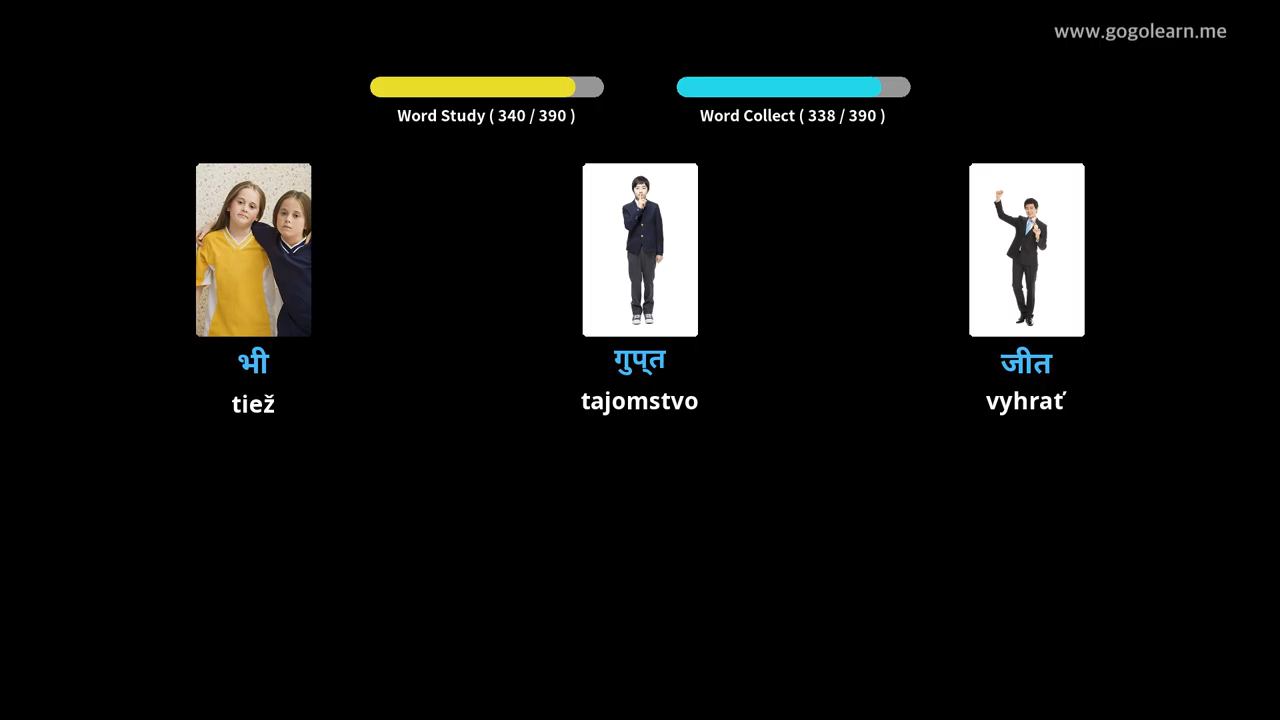 www.gogolearn.me
Word Study ( 340 / 390 )
Word Collect ( 338 / 390 )
भी
गुप्त
जीत
tiež
tajomstvo
vyhrať